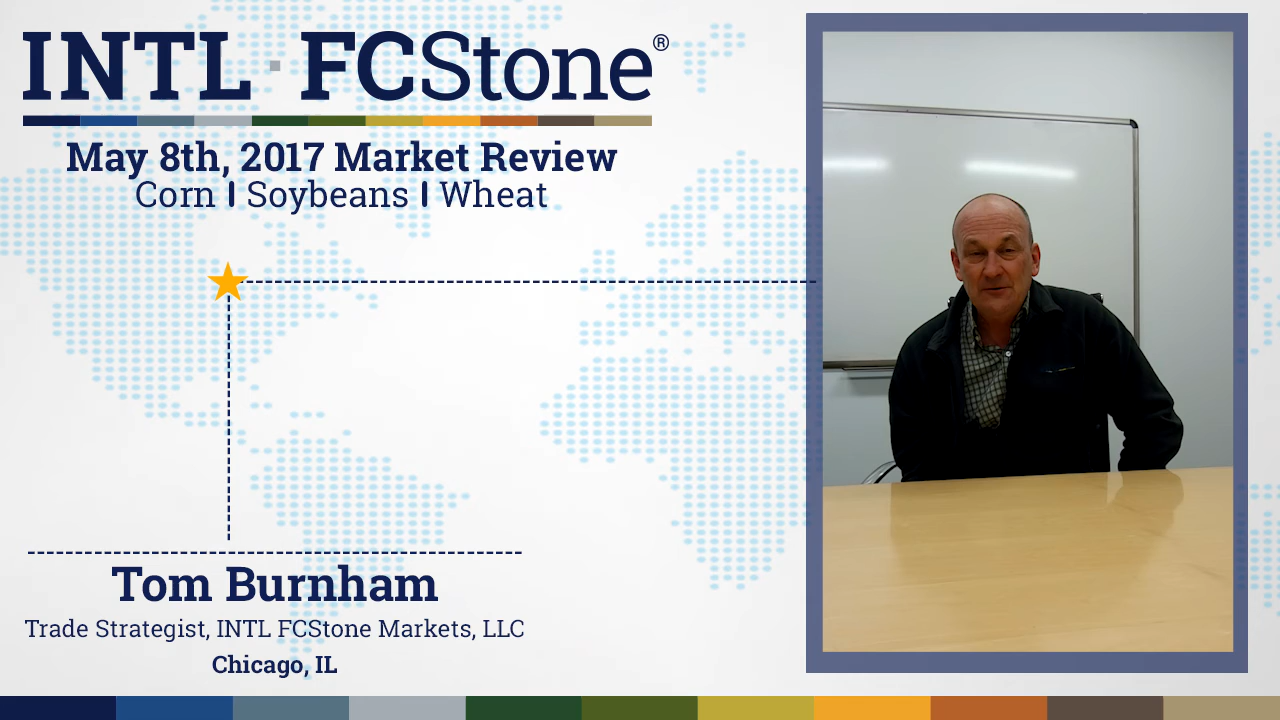 INTL FCStone®
May 8th, 2017 Market Review
Corn | Soybeans | Wheat
Tom Burnham
Trade Strategist, INTL FCStone Markets, LLC
Chicago, IL